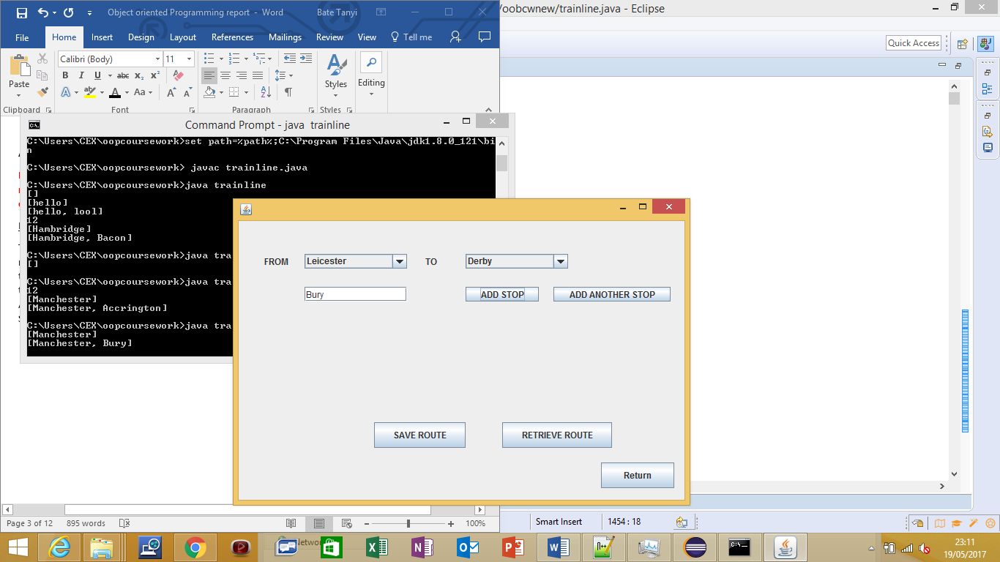 Object oriented Programming report - Word
Bate Tanyi
/oobcwnew/trainline.java - Eclipse
File
Home
Insert
Design
Layout
References
Mailings
Review
View
Tell me
Quick Access
Calibri (Body)
11
Paste
B I U abc x₂ x²
A ab A Aa A A
Styles
Editing
Clipboard
Font
Paragraph
Styles
Command Prompt - java trainline
C:\Users\CEX\oopcoursework>set path=%path%;C:\Program Files\Java\jdk1.8.0_121\bi
n
C:\Users\CEX\oopcoursework> javac trainline.java
C:\Users\CEX\oopcoursework>java trainline
[]
[hello]
[hello, lool]
12
[Hambridge]
[Hambridge, Bacon]
C:\Users\CEX\oopcoursework>java tra
[]
C:\Users\CEX\oopcoursework>java tra
12
[Manchester]
[Manchester, Accrington]
C:\Users\CEX\oopcoursework>java tra
[Manchester]
[Manchester, Bury]
FROM
Leicester
TO
Derby
Bury
ADD STOP
ADD ANOTHER STOP
SAVE ROUTE
RETRIEVE ROUTE
Return
Page 3 of 12
895 words
100%
Smart Insert
1454 : 18
Netwo
23:11
19/05/2017